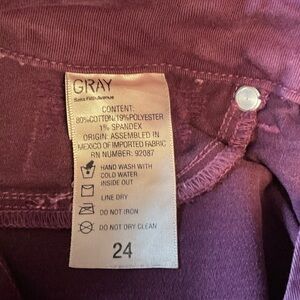 GRAY
Saks Fifth Avenue
CONTENT:
80%COTTON/19%POLYESTER
1% SPANDEX
ORIGIN: ASSEMBLED IN
MEXICO OF IMPORTED FABRIC
RN NUMBER: 92087
HAND WASH WITH
COLD WATER
INSIDE OUT
LINE DRY
DO NOT IRON
DO NOT DRY CLEAN
24